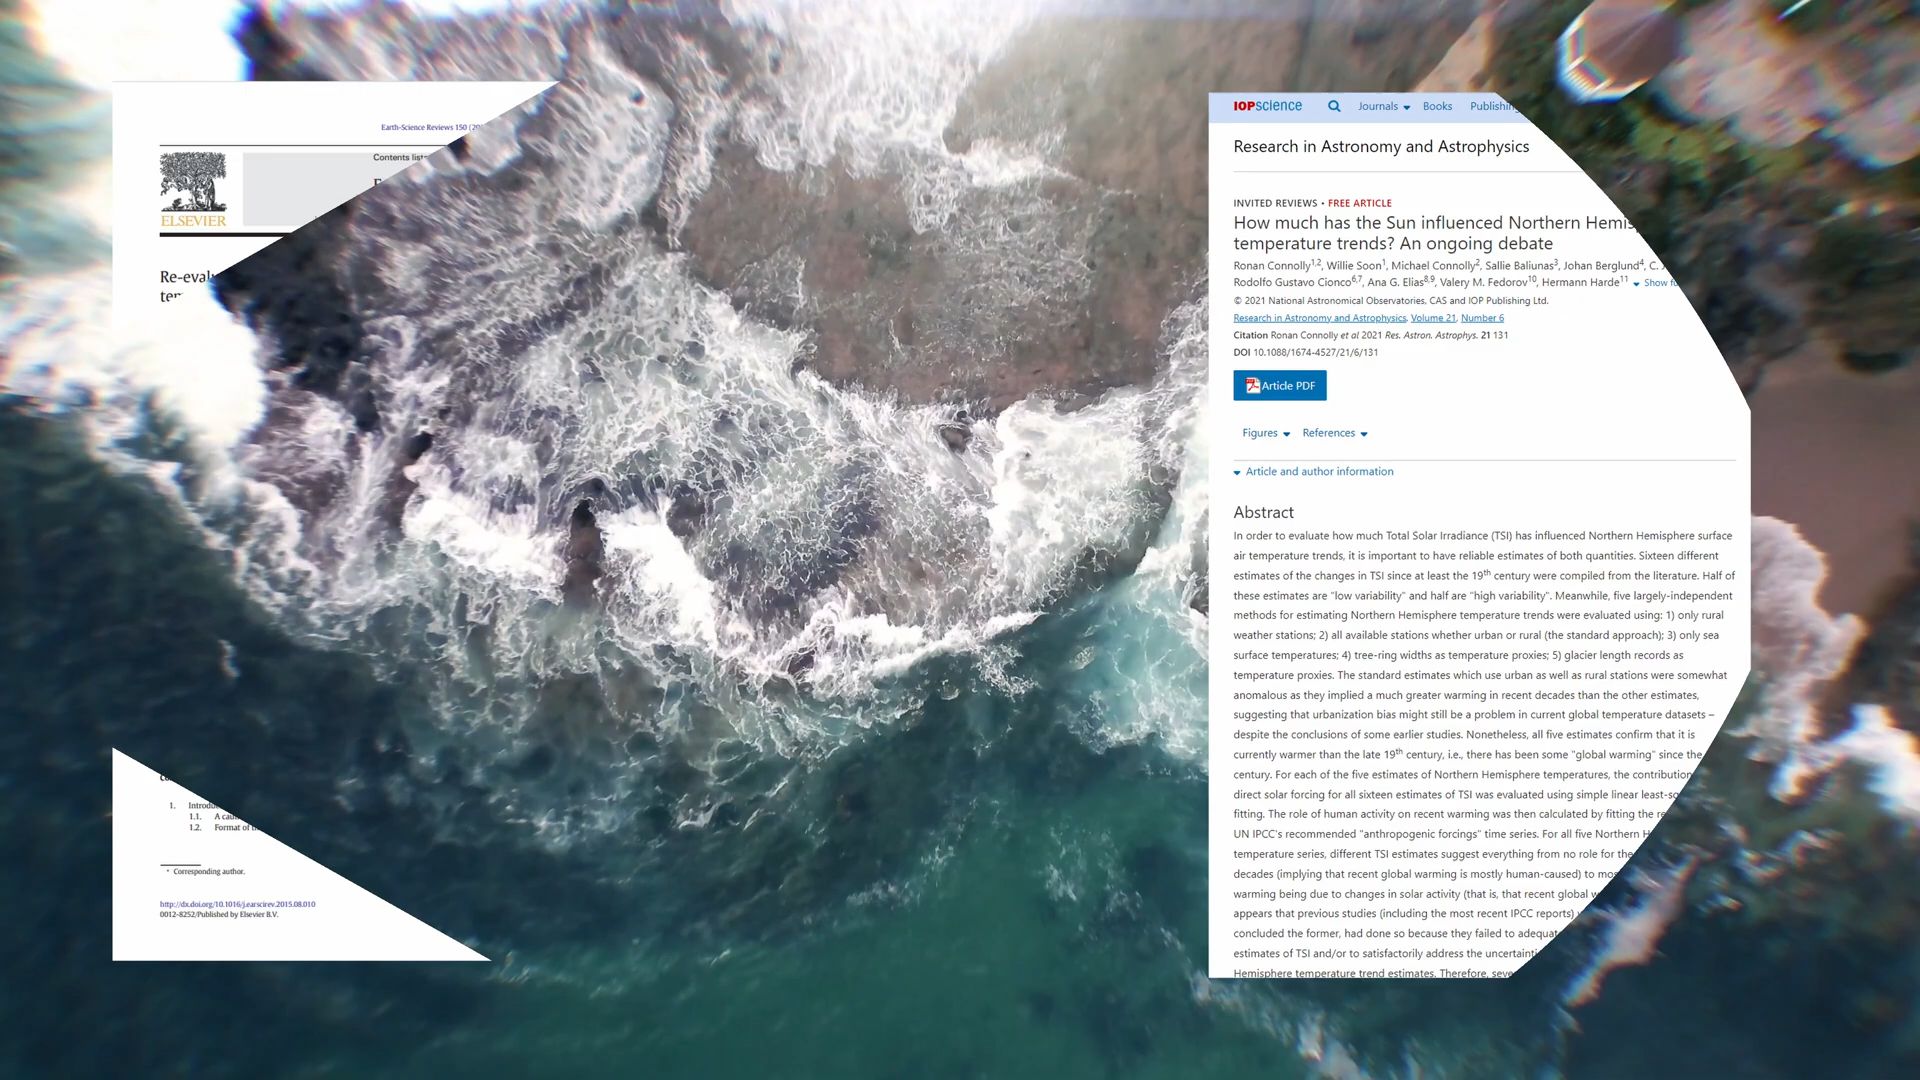 Earth-Science Reviews 150 (20
Contents lists
ELSEVIER
Re-eval
1. Introdu
1.1. A cau
1.2. Format of
* Corresponding author.
http://dx.doi.org/10.1016/j.earscirev.2015.08.010
0012-8252/Published by Elsevier B.V.
IOPscience Journals Books Publishing
Research in Astronomy and Astrophysics
INVITED REVIEWS • FREE ARTICLE
How much has the Sun influenced Northern Hemis
temperature trends? An ongoing debate
Ronan Connolly1,2, Willie Soon1, Michael Connolly2, Sallie Baliunas3, Johan Berglund4, C.
Rodolfo Gustavo Cionco6,7, Ana G. Elias8,9, Valery M. Fedorov10, Hermann Harde11 Show fu
© 2021 National Astronomical Observatories, CAS and IOP Publishing Ltd.
Research in Astronomy and Astrophysics, Volume 21, Number 6
Citation Ronan Connolly et al 2021 Res. Astron. Astrophys. 21 131
DOI 10.1088/1674-4527/21/6/131
Article PDF
Figures References
Article and author information
Abstract
In order to evaluate how much Total Solar Irradiance (TSI) has influenced Northern Hemisphere surface
air temperature trends, it is important to have reliable estimates of both quantities. Sixteen different
estimates of the changes in TSI since at least the 19th century were compiled from the literature. Half of
these estimates are "low variability" and half are "high variability". Meanwhile, five largely-independent
methods for estimating Northern Hemisphere temperature trends were evaluated using: 1) only rural
weather stations; 2) all available stations whether urban or rural (the standard approach); 3) only sea
surface temperatures; 4) tree-ring widths as temperature proxies; 5) glacier length records as
temperature proxies. The standard estimates which use urban as well as rural stations were somewhat
anomalous as they implied a much greater warming in recent decades than the other estimates,
suggesting that urbanization bias might still be a problem in current global temperature datasets –
despite the conclusions of some earlier studies. Nonetheless, all five estimates confirm that it is
currently warmer than the late 19th century, i.e., there has been some "global warming" since the
century. For each of the five estimates of Northern Hemisphere temperatures, the contribution
direct solar forcing for all sixteen estimates of TSI was evaluated using simple linear least-sq
fitting. The role of human activity on recent warming was then calculated by fitting the re
UN IPCC's recommended "anthropogenic forcings" time series. For all five Northern H
temperature series, different TSI estimates suggest everything from no role for the
decades (implying that recent global warming is mostly human-caused) to mos
warming being due to changes in solar activity (that is, that recent global w
appears that previous studies (including the most recent IPCC reports)
concluded the former, had done so because they failed to adequat
estimates of TSI and/or to satisfactorily address the uncertainti
Hemisphere temperature trend estimates. Therefore, seve